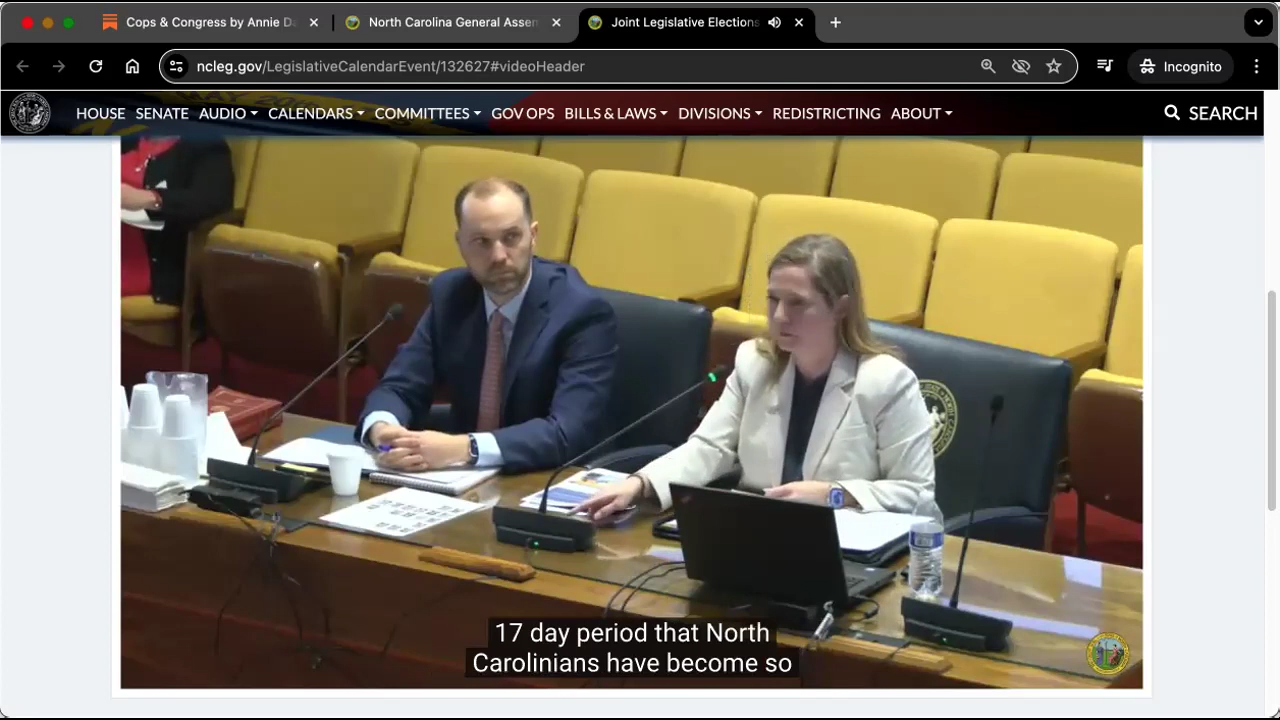 Cops & Congress by Annie Da
North Carolina General Assem
Joint Legislative Elections
ncleg.gov/LegislativeCalendarEvent/132627#videoHeader
Incognito
HOUSE SENATE AUDIO CALENDARS COMMITTEES GOV OPS BILLS & LAWS DIVISIONS REDISTRICTING ABOUT SEARCH
17 day period that North
Carolinians have become so